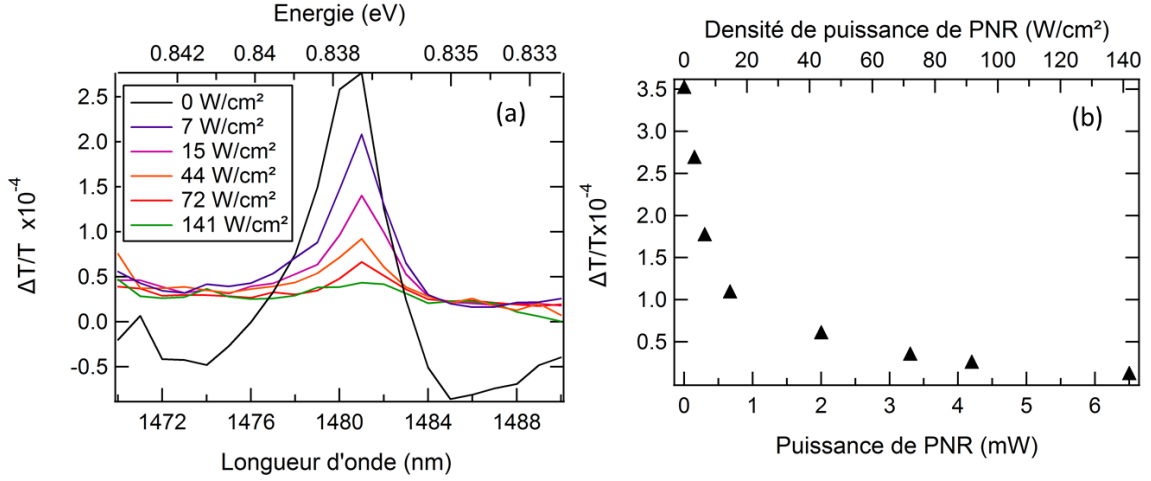 Energie (eV)
0.842 0.84 0.838 0.835 0.833
2.5
2.0
1.5
1.0
0.5
0.0
-0.5
ΔT/T x10⁻⁴
0 W/cm²
7 W/cm²
15 W/cm²
44 W/cm²
72 W/cm²
141 W/cm²
(a)
1472 1476 1480 1484 1488
Longueur d'onde (nm)
Densité de puissance de PNR (W/cm²)
0 20 40 60 80 100 120 140
3.5
3.0
2.5
2.0
1.5
1.0
0.5
ΔT/Tx10⁻⁴
(b)
0 1 2 3 4 5 6
Puissance de PNR (mW)